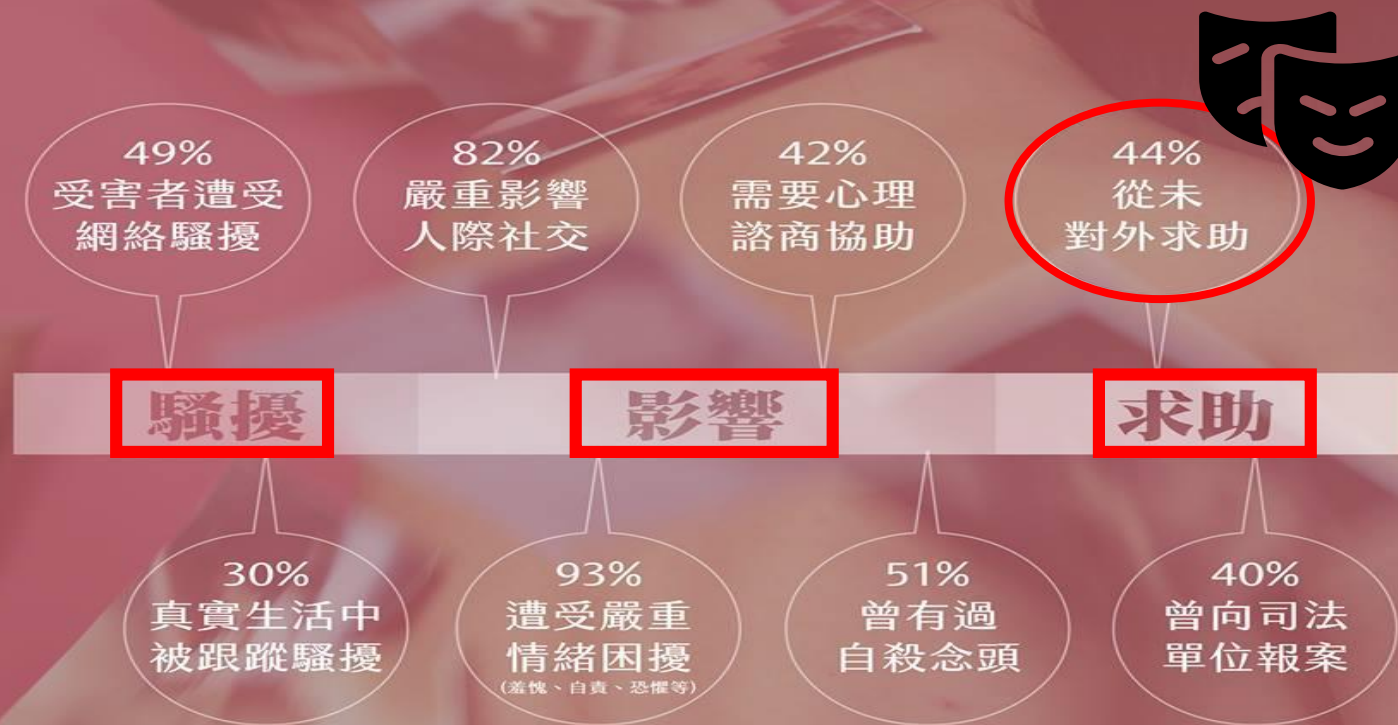 49%
受害者遭受
網絡騷擾
82%
嚴重影響
人際社交
42%
需要心理
諮商協助
44%
從未
對外求助
騷擾
影響
求助
30%
真實生活中
被跟蹤騷擾
93%
遭受嚴重
情緒困擾
(羞愧、自責、恐懼等)
51%
曾有過
自殺念頭
40%
曾向司法
單位報案